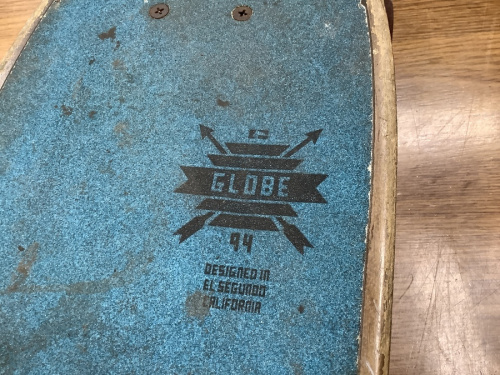 GLOBE
94
DESIGNED IN
EL SEGUNDO
CALIFORNIA